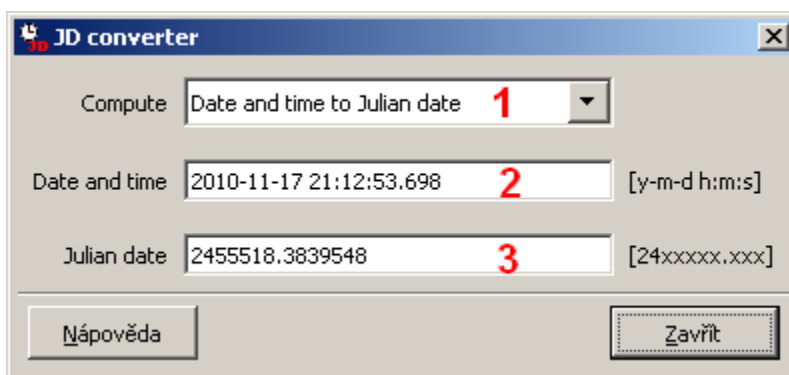 JD JD converter
Compute Date and time to Julian date 1
Date and time 2010-11-17 21:12:53.698 2 [y-m-d h:m:s]
Julian date 2455518.3839548 3 [24xxxxx.xxx]
Nápověda Zavřít